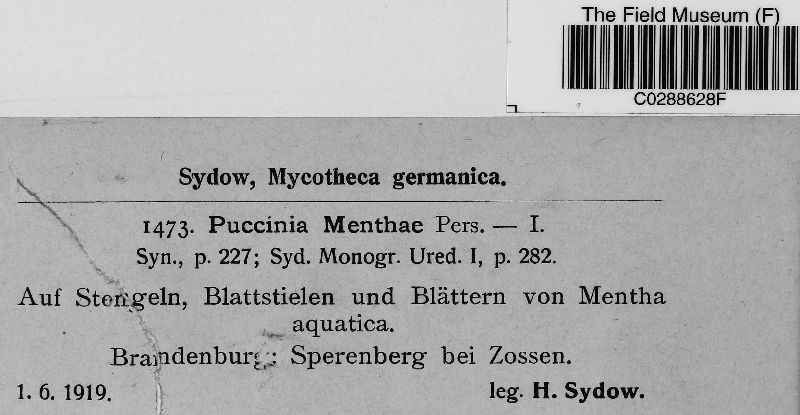 The Field Museum (F)
C0288628F
Sydow, Mycotheca germanica.
1473. Puccinia Menthae Pers. — I.
Syn., p. 227; Syd. Monogr. Ured. I, p. 282.
Auf Stengeln, Blattstielen und Blättern von Mentha
aquatica.
Brandenburg: Sperenberg bei Zossen.
1. 6. 1919. leg. H. Sydow.